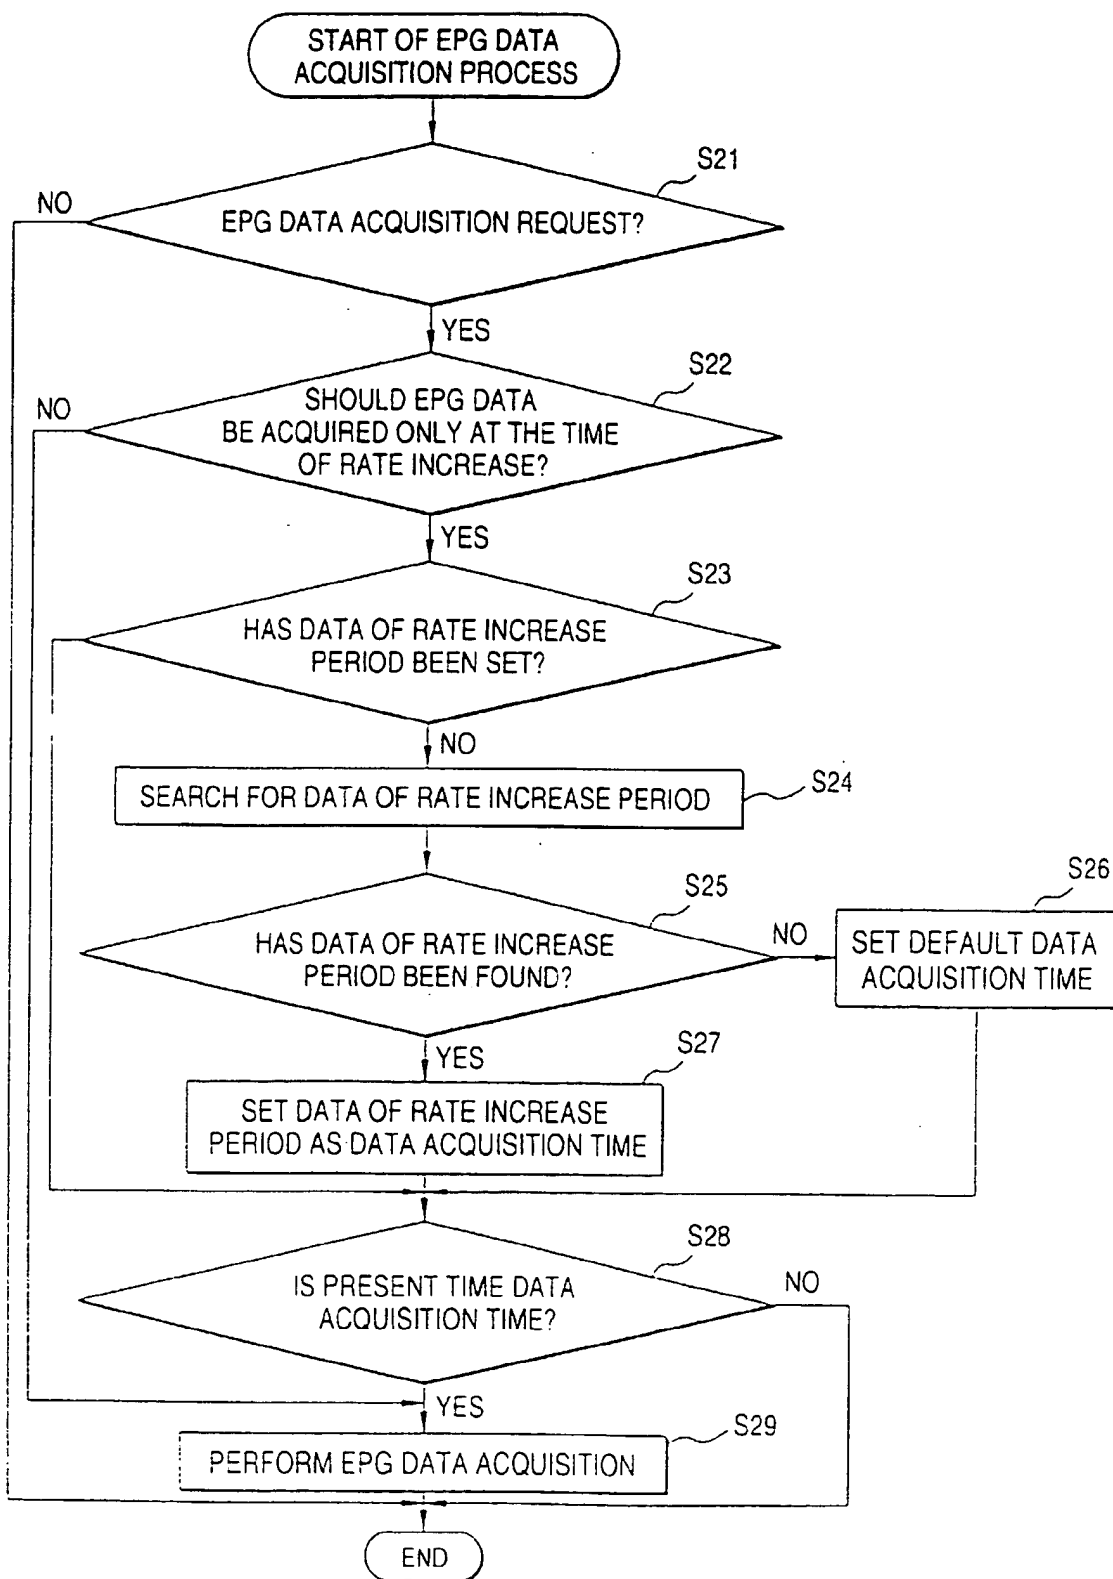 START OF EPG DATA
ACQUISITION PROCESS
S21
NO
EPG DATA ACQUISITION REQUEST?
YES
S22
NO
SHOULD EPG DATA
BE ACQUIRED ONLY AT THE TIME
OF RATE INCREASE?
YES
S23
HAS DATA OF RATE INCREASE
PERIOD BEEN SET?
NO
SEARCH FOR DATA OF RATE INCREASE PERIOD
S24
S25
S26
HAS DATA OF RATE INCREASE
PERIOD BEEN FOUND?
NO
SET DEFAULT DATA
ACQUISITION TIME
YES
S27
SET DATA OF RATE INCREASE
PERIOD AS DATA ACQUISITION TIME
S28
IS PRESENT TIME DATA
ACQUISITION TIME?
NO
YES
S29
PERFORM EPG DATA ACQUISITION
END